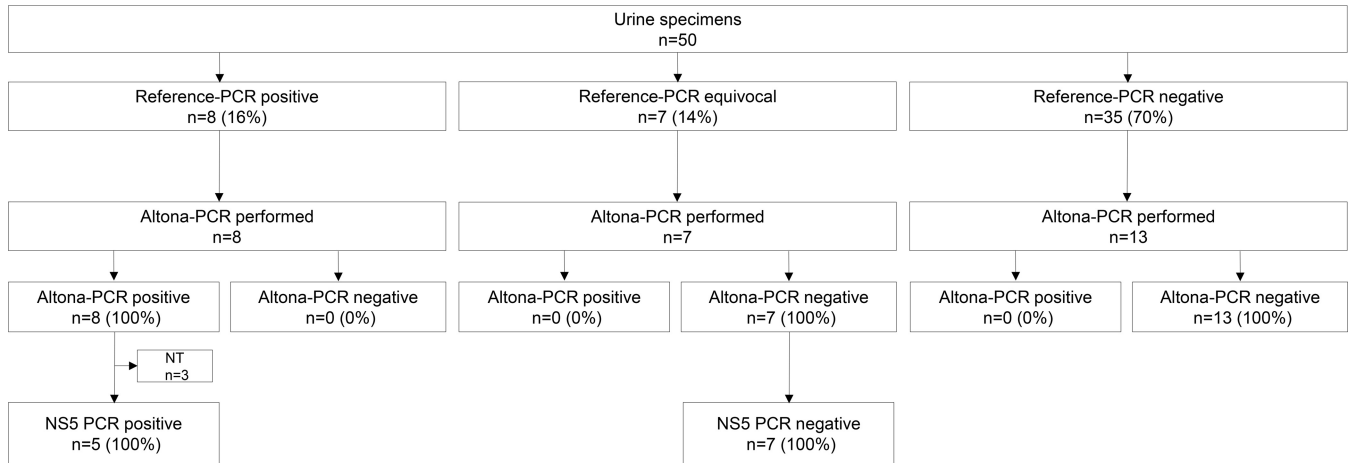 Urine specimens
n=50
Reference-PCR positive
n=8 (16%)
Reference-PCR equivocal
n=7 (14%)
Reference-PCR negative
n=35 (70%)
Altona-PCR performed
n=8
Altona-PCR performed
n=7
Altona-PCR performed
n=13
Altona-PCR positive
n=8 (100%)
Altona-PCR negative
n=0 (0%)
Altona-PCR positive
n=0 (0%)
Altona-PCR negative
n=7 (100%)
Altona-PCR positive
n=0 (0%)
Altona-PCR negative
n=13 (100%)
NT
n=3
NS5 PCR positive
n=5 (100%)
NS5 PCR negative
n=7 (100%)